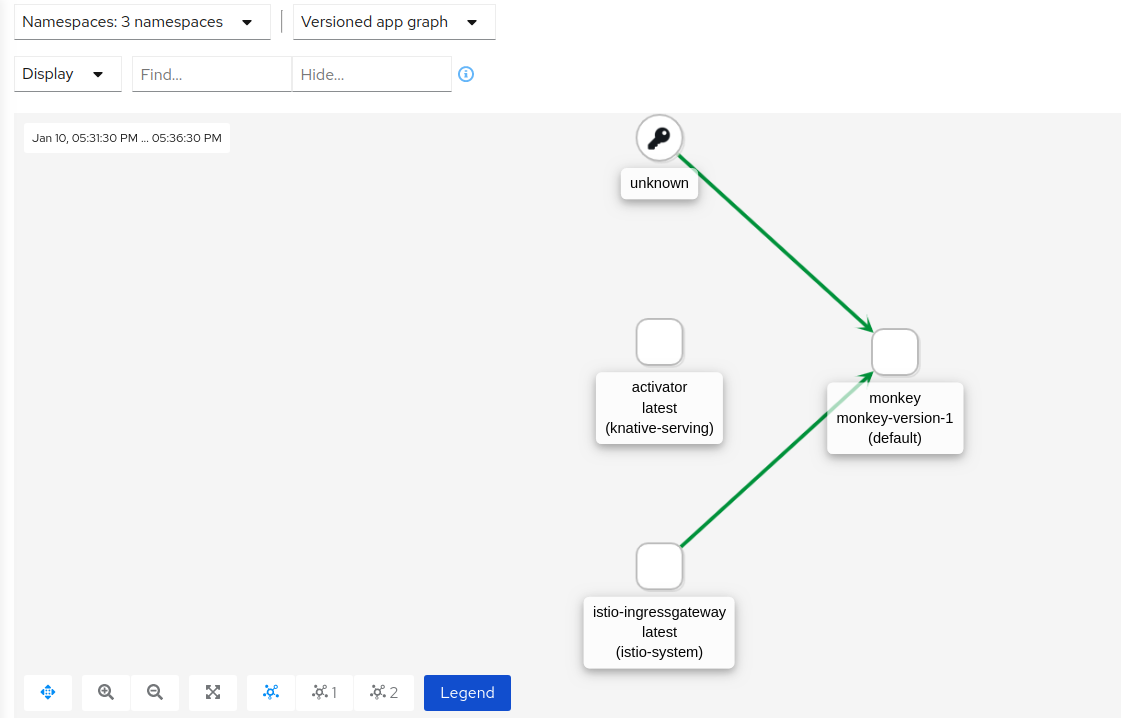 Namespaces: 3 namespaces
Versioned app graph
Display
Find...
Hide...
Jan 10, 05:31:30 PM ... 05:36:30 PM
unknown
activator
latest
(knative-serving)
monkey
monkey-version-1
(default)
istio-ingressgateway
latest
(istio-system)
1
2
Legend